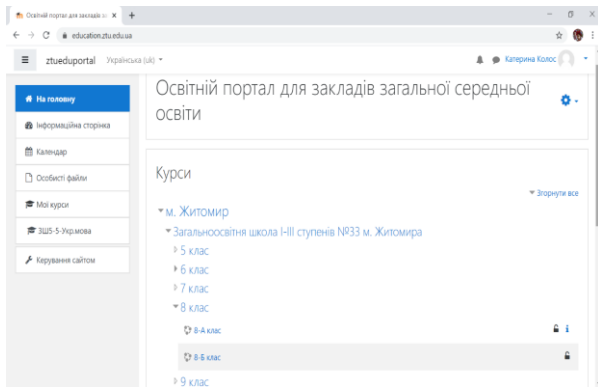 Освітній портал для закладів за
education.ztu.edu.ua
ztueduportal Українська (uk) Катерина Колос
На головну
Інформаційна сторінка
Календар
Особисті файли
Мої курси
ЗШ5-5-Укр.мова
Керування сайтом
Освітній портал для закладів загальної середньої
освіти
Курси
Згорнути все
м. Житомир
Загальноосвітня школа І-ІІІ ступенів №33 м. Житомира
5 клас
6 клас
7 клас
8 клас
8-А клас
8-Б клас
9 клас